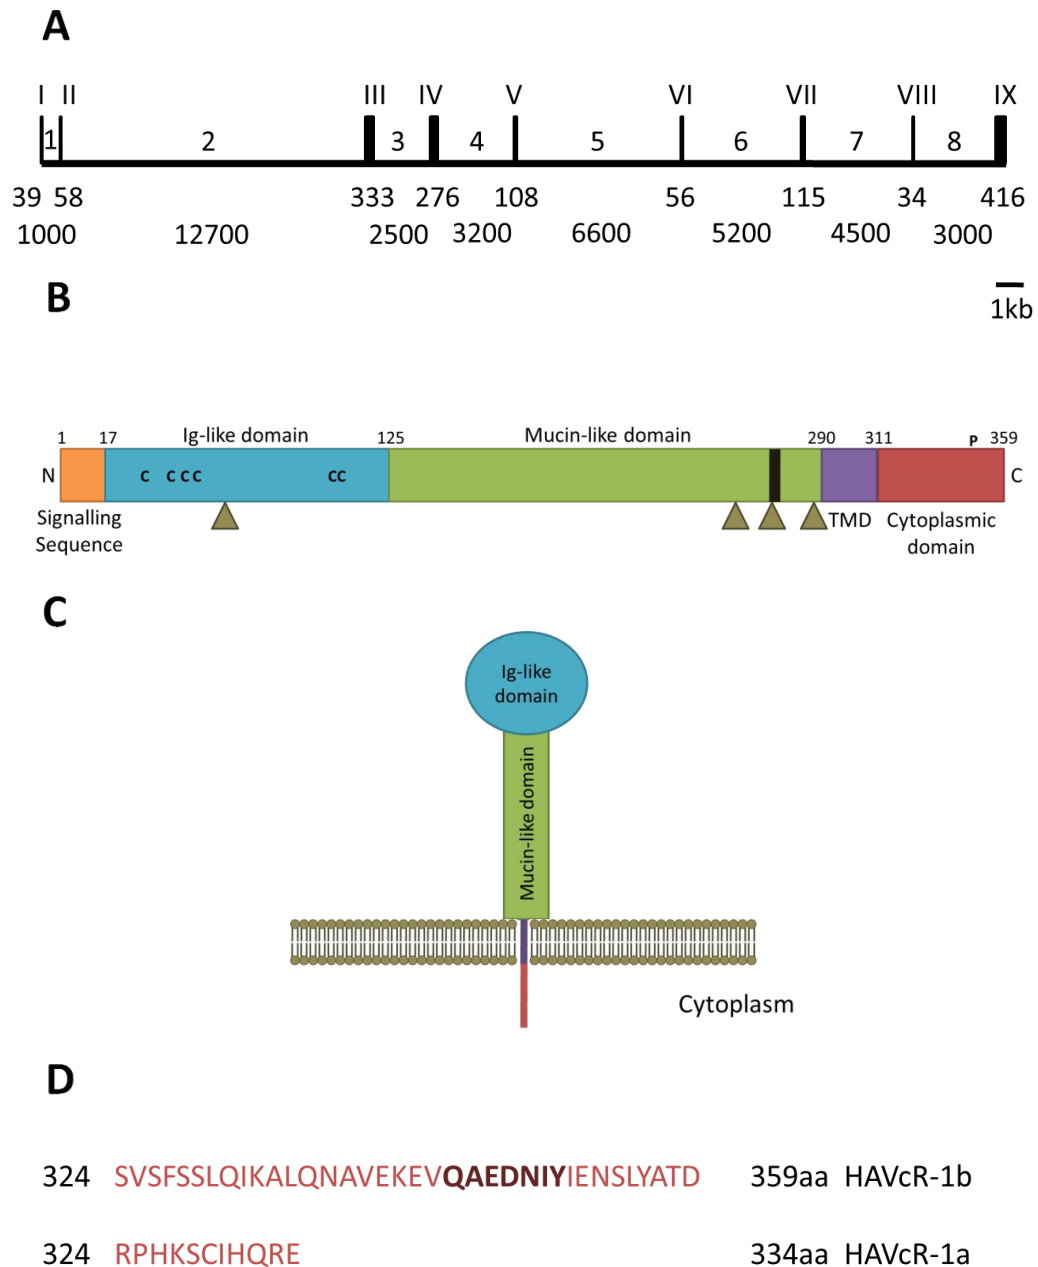 A
I II III IV V VI VII VIII IX
1 2 3 4 5 6 7 8
39 58 333 276 108 56 115 34 416
1000 12700 2500 3200 6600 5200 4500 3000
B
1kb
1 17 Ig-like domain 125 Mucin-like domain 290 311 P 359
N C C C C C C C
Signalling Sequence TMD Cytoplasmic domain
C
Ig-like
domain
Mucin-like domain
Cytoplasm
D
324 SVSFSSLQIKALQNAVEKEVQAEDNIYIENSLYATD 359aa HAVcR-1b
324 RPHKSCIHQRE 334aa HAVcR-1a